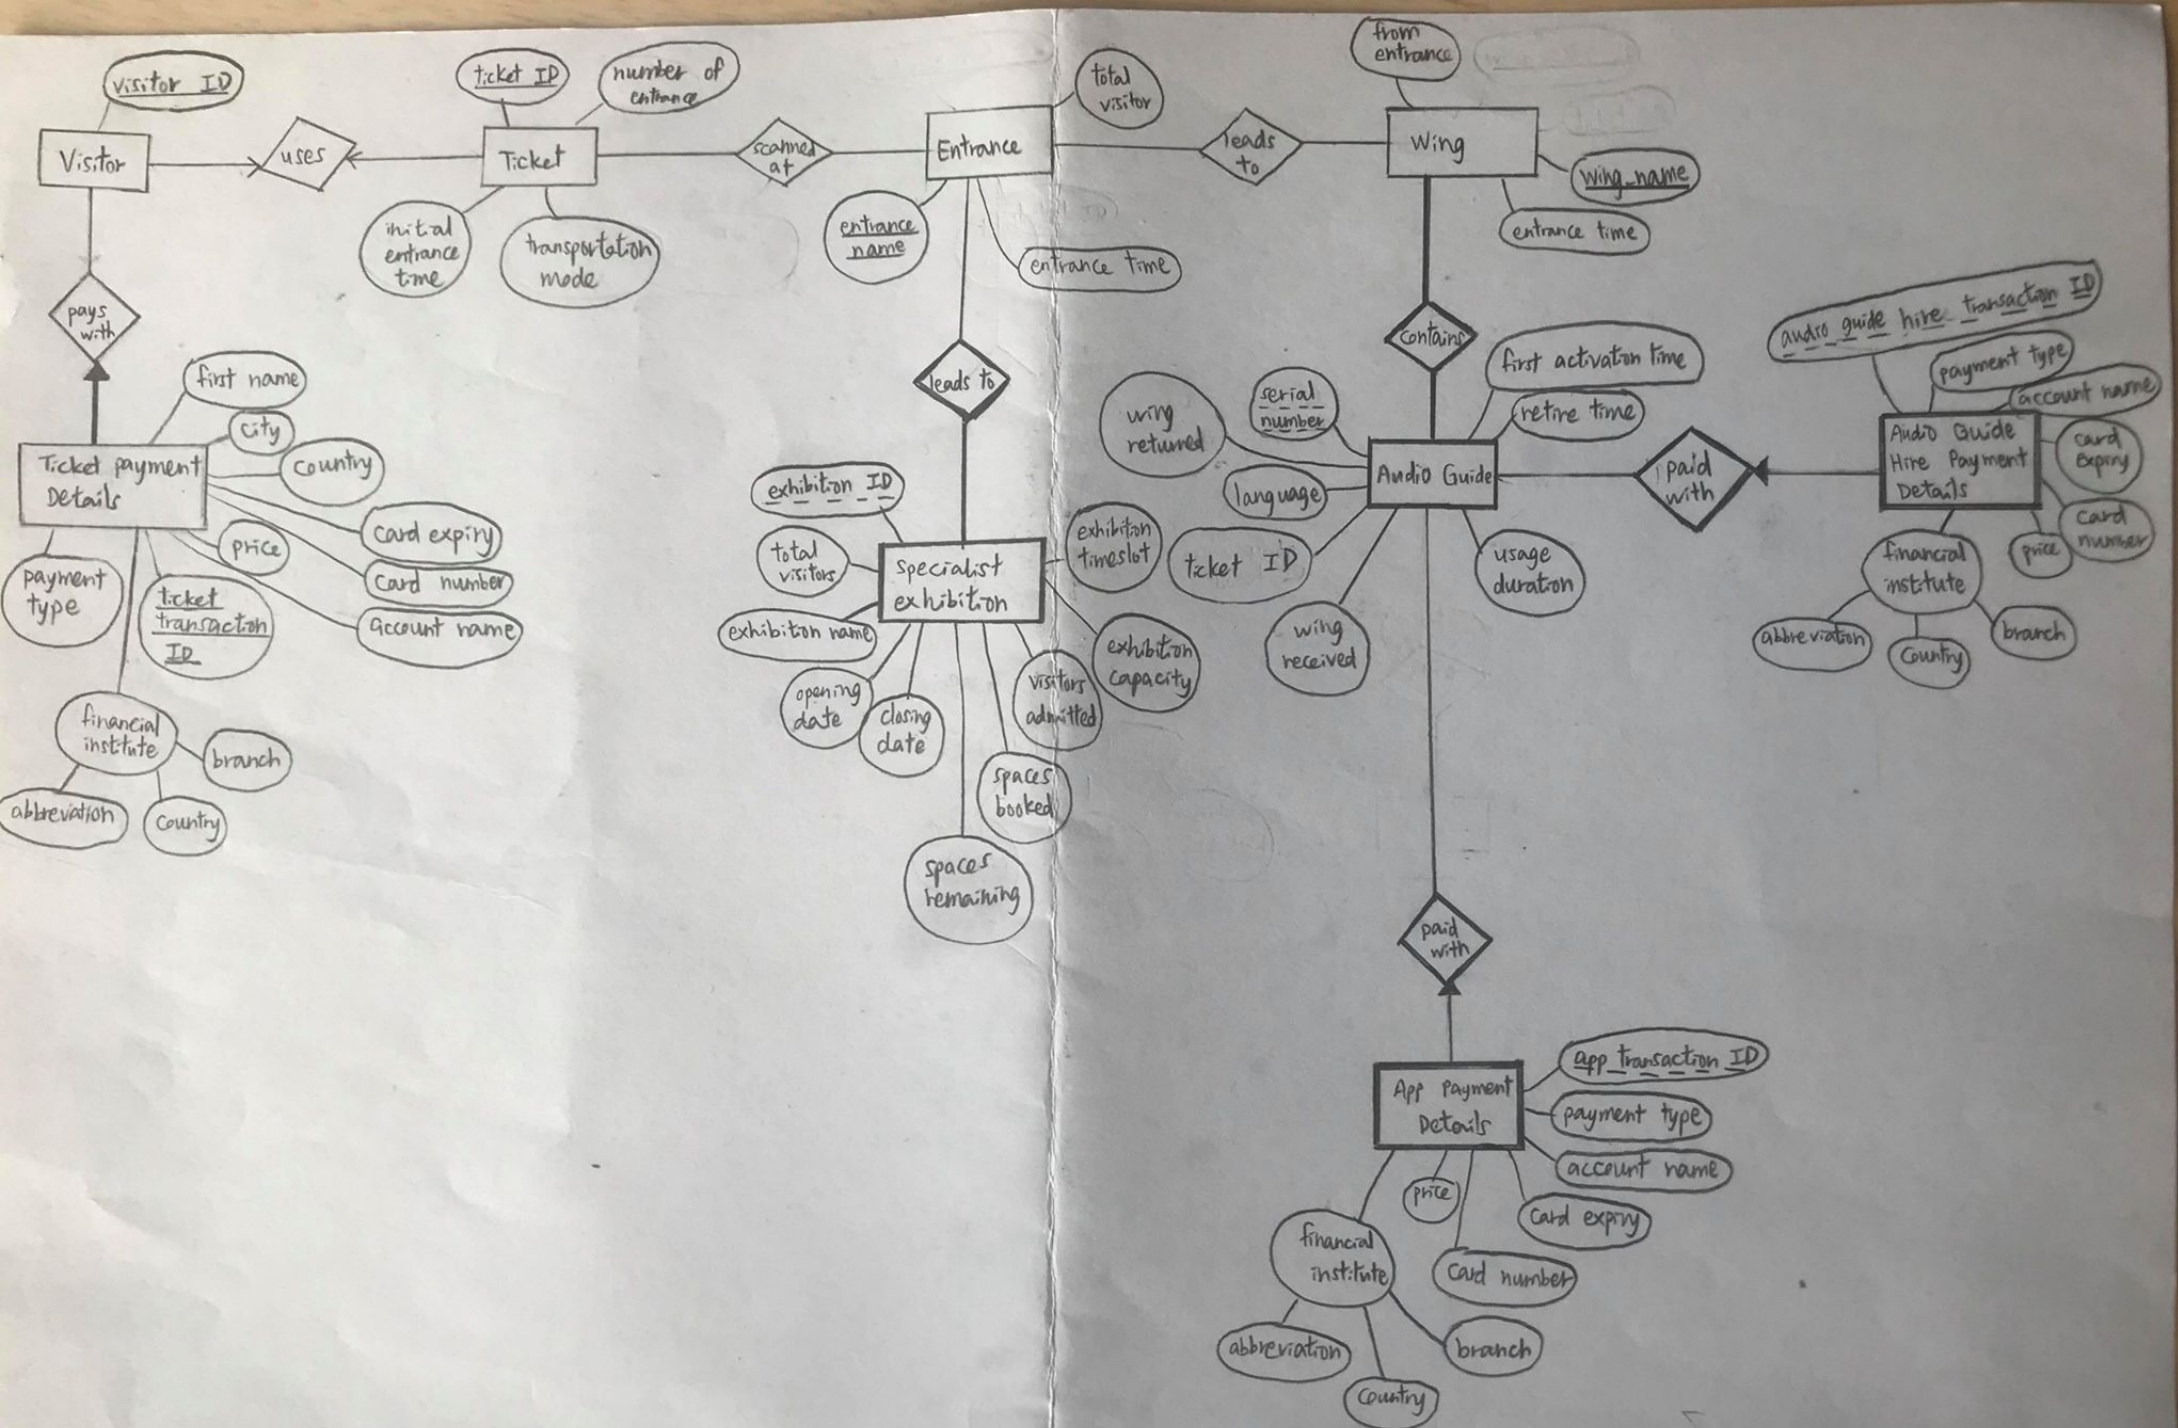 visitor ID
Visitor
uses
ticket ID
number of
entrance
Ticket
initial
entrance
time
transportation
mode
scanned
at
Entrance
total
visitor
entrance
name
entrance time
leads
to
from
entrance
Wing
wing_name
entrance time
pays
with
Ticket payment
Details
first name
city
country
card expiry
card number
account name
price
ticket
transaction
ID
payment
type
financial
institute
branch
abbrevation
country
leads to
exhibition ID
total
visitors
exhibition name
specialist
exhibition
exhibition
timeslot
exhibition
capacity
visitors
admitted
opening
date
closing
date
spaces
booked
spaces
remaining
contains
first activation time
retire time
serial
number
wing
returned
language
ticket ID
wing
received
usage
duration
Audio Guide
paid
with
audio guide hire transaction ID
payment type
account name
Audio Guide
Hire Payment
Details
card
expiry
card
number
price
financial
institute
abbreviation
country
branch
paid
with
App payment
Details
app transaction ID
payment type
account name
card expiry
card number
price
financial
institute
abbreviation
country
branch